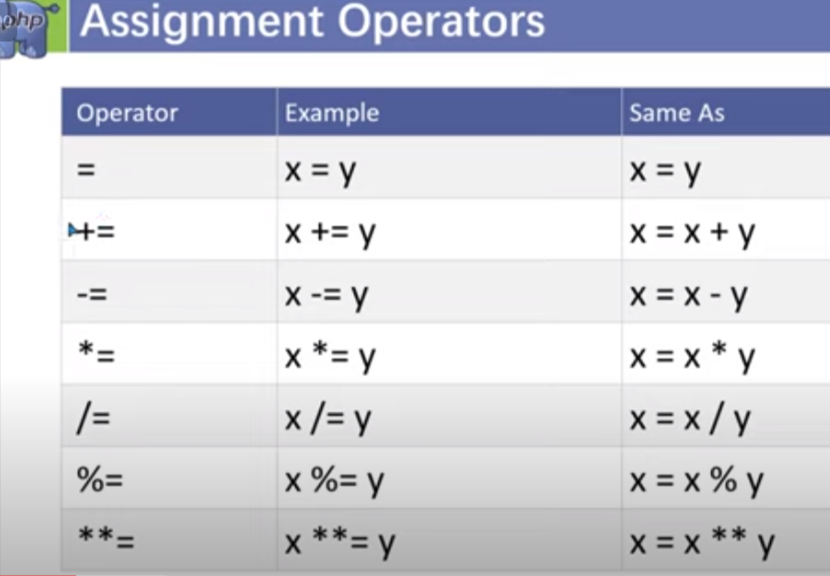 php
Assignment Operators
Operator Example Same As
= x = y x = y
+= x += y x = x + y
-= x -= y x = x - y
*= x *= y x = x * y
/= x /= y x = x / y
%= x %= y x = x % y
**= x **= y x = x ** y